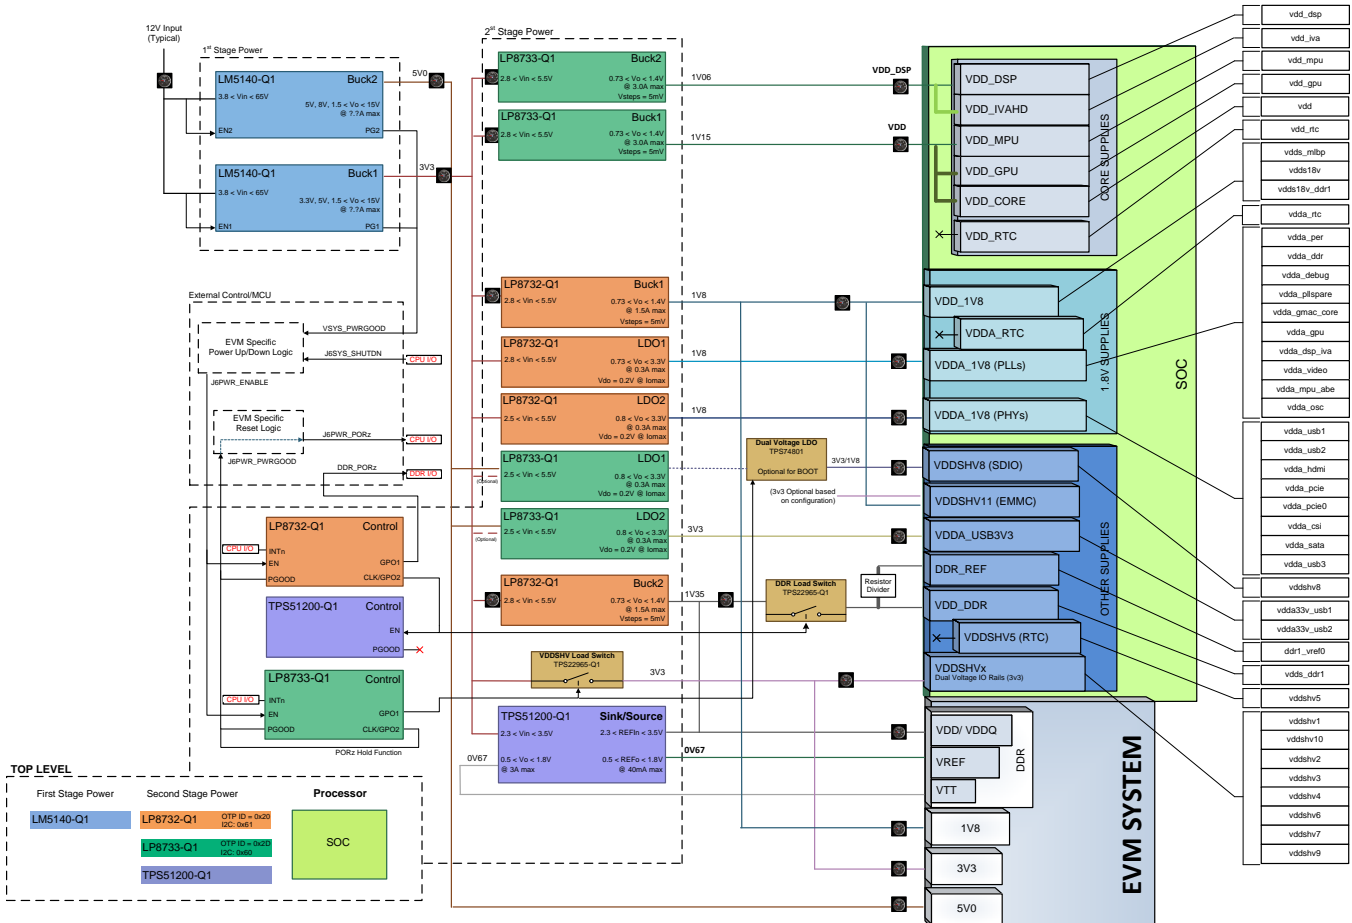 12V Input
(Typical)
1st Stage Power
LM5140-Q1 Buck2
3.8 < Vin < 65V
5V, 8V, 1.5 < Vo < 15V
@ ?.?A max
EN2 PG2
5V0
LM5140-Q1 Buck1
3.8 < Vin < 65V
3.3V, 5V, 1.5 < Vo < 15V
@ ?.?A max
EN1 PG1
3V3
External Control/MCU
EVM Specific
Power Up/Down Logic
VSYS_PWRGOOD
J6SYS_SHUTDN
CPU I/O
J6PWR_ENABLE
EVM Specific
Reset Logic
J6PWR_PORz
CPU I/O
J6PWR_PWRGOOD
DDR_PORz
DDR I/O
LP8732-Q1 Control
CPU I/O
INTn
EN
GPO1
PGOOD
CLK/GPO2
TPS51200-Q1 Control
EN
PGOOD
LP8733-Q1 Control
CPU I/O
INTn
EN
GPO1
PGOOD
CLK/GPO2
PORz Hold Function
2nd Stage Power
LP8733-Q1 Buck2
2.8 < Vin < 5.5V
0.73 < Vo < 1.4V
@ 3.0A max
Vsteps = 5mV
1V06
VDD_DSP
LP8733-Q1 Buck1
2.8 < Vin < 5.5V
0.73 < Vo < 1.4V
@ 3.0A max
Vsteps = 5mV
1V15
VDD
LP8732-Q1 Buck1
2.8 < Vin < 5.5V
0.73 < Vo < 1.4V
@ 1.5A max
Vsteps = 5mV
1V8
LP8732-Q1 LDO1
2.8 < Vin < 5.5V
0.73 < Vo < 3.3V
@ 0.3A max
Vdo = 0.2V @ Iomax
1V8
LP8732-Q1 LDO2
2.5 < Vin < 5.5V
0.8 < Vo < 3.3V
@ 0.3A max
Vdo = 0.2V @ Iomax
1V8
LP8733-Q1 LDO1
2.5 < Vin < 5.5V
(Optional)
0.8 < Vo < 3.3V
@ 0.3A max
Vdo = 0.2V @ Iomax
LP8733-Q1 LDO2
2.5 < Vin < 5.5V
(Optional)
0.8 < Vo < 3.3V
@ 0.3A max
Vdo = 0.2V @ Iomax
3V3
LP8732-Q1 Buck2
2.8 < Vin < 5.5V
0.73 < Vo < 1.4V
@ 1.5A max
Vsteps = 5mV
1V35
VDDSHV Load Switch
TPS22965-Q1
3V3
TPS51200-Q1 Sink/Source
2.3 < Vin < 3.5V
2.3 < REFIn < 3.5V
0V67
0.5 < Vo < 1.8V
@ 3A max
0.5 < REFo < 1.8V
@ 40mA max
0V67
Dual Voltage LDO
TPS74801
Optional for BOOT
3V3/1V8
(3v3 Optional based
on configuration)
DDR Load Switch
TPS22965-Q1
Resistor
Divider
VDD_DSP
VDD_IVAHD
VDD_MPU
VDD_GPU
VDD_CORE
VDD_RTC
CORE SUPPLIES
VDD_1V8
VDDA_RTC
VDDA_1V8 (PLLs)
VDDA_1V8 (PHYs)
1.8V SUPPLIES
SOC
VDDSHV8 (SDIO)
VDDSHV11 (EMMC)
VDDA_USB3V3
DDR_REF
VDD_DDR
VDDSHV5 (RTC)
VDDSHVx
Dual Voltage IO Rails (3v3)
OTHER SUPPLIES
VDD/ VDDQ
VREF
VTT
DDR
1V8
3V3
5V0
EVM SYSTEM
vdd_dsp
vdd_iva
vdd_mpu
vdd_gpu
vdd
vdd_rtc
vdds_mlbp
vdds18v
vdds18v_ddr1
vdda_rtc
vdda_per
vdda_ddr
vdda_debug
vdda_pllspare
vdda_gmac_core
vdda_gpu
vdda_dsp_iva
vdda_video
vdda_mpu_abe
vdda_osc
vdda_usb1
vdda_usb2
vdda_hdmi
vdda_pcie
vdda_pcie0
vdda_csi
vdda_sata
vdda_usb3
vddshv8
vdda33v_usb1
vdda33v_usb2
ddr1_vref0
vdds_ddr1
vddshv5
vddshv1
vddshv10
vddshv2
vddshv3
vddshv4
vddshv6
vddshv7
vddshv9
TOP LEVEL
First Stage Power Second Stage Power Processor
LM5140-Q1
LP8732-Q1
OTP ID = 0x20
I2C: 0x61
LP8733-Q1
OTP ID = 0x2D
I2C: 0x60
TPS51200-Q1
SOC